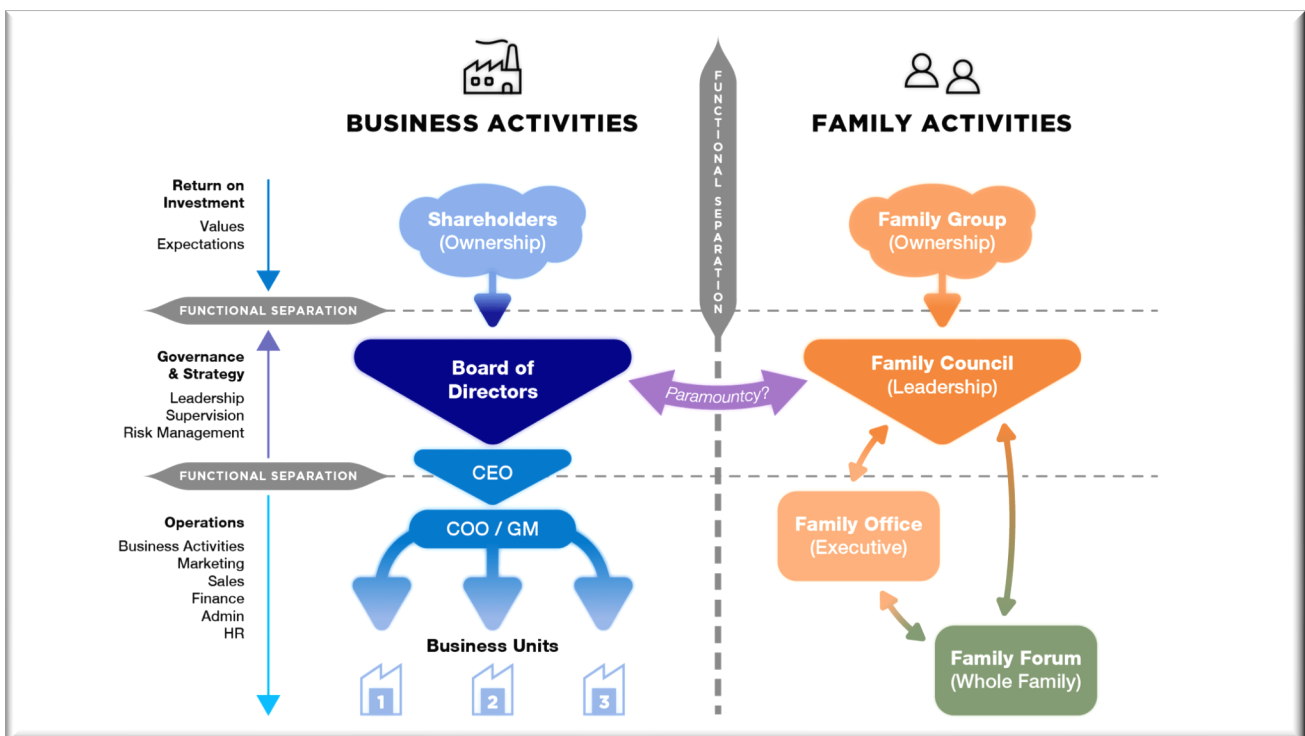 BUSINESS ACTIVITIES
FAMILY ACTIVITIES
FUNCTIONAL SEPARATION
Return on
Investment
Values
Expectations
Shareholders
(Ownership)
Family Group
(Ownership)
FUNCTIONAL SEPARATION
Governance
& Strategy
Leadership
Supervision
Risk Management
Board of
Directors
Paramountcy?
Family Council
(Leadership)
FUNCTIONAL SEPARATION
CEO
Operations
Business Activities
Marketing
Sales
Finance
Admin
HR
COO / GM
Family Office
(Executive)
Business Units
1
2
3
Family Forum
(Whole Family)